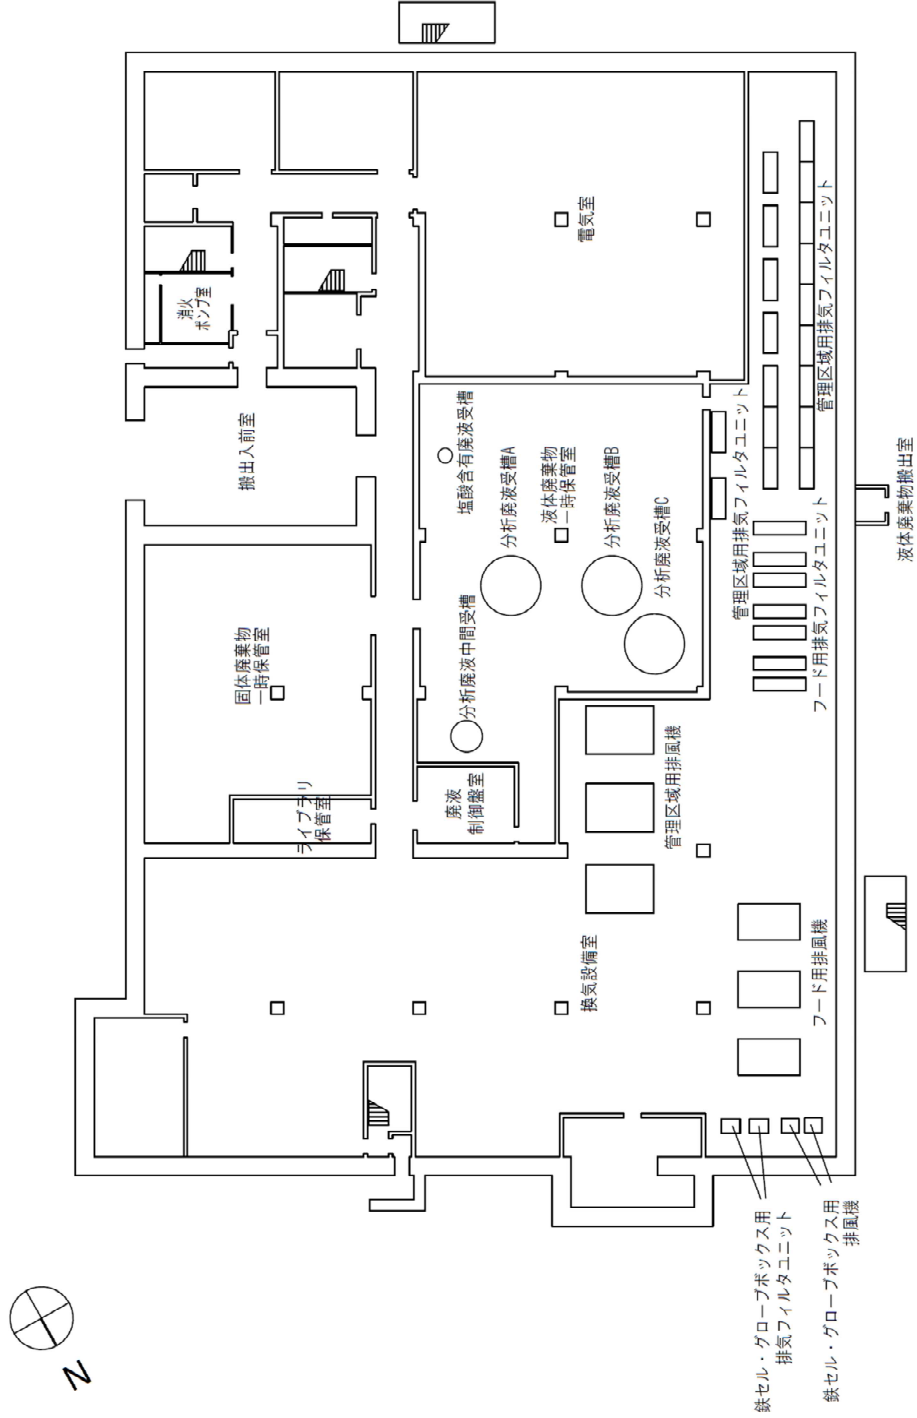 消火
ポンプ室
搬出入前室
電気室
管理区域用排気フィルタユニット
塩酸含有廃液受槽
分析廃液受槽A
液体廃棄物
一時保管室
分析廃液受槽B
分析廃液受槽C
管理区域用排気フィルタユニット
フード用排気フィルタユニット
液体廃棄物搬出室
固体廃棄物
一時保管室
分析廃液中間受槽
ライブラリ
保管室
廃液
制御盤室
管理区域用排風機
換気設備室
フード用排風機
鉄セル・グローブボックス用
排気フィルタユニット
鉄セル・グローブボックス用
排風機
N